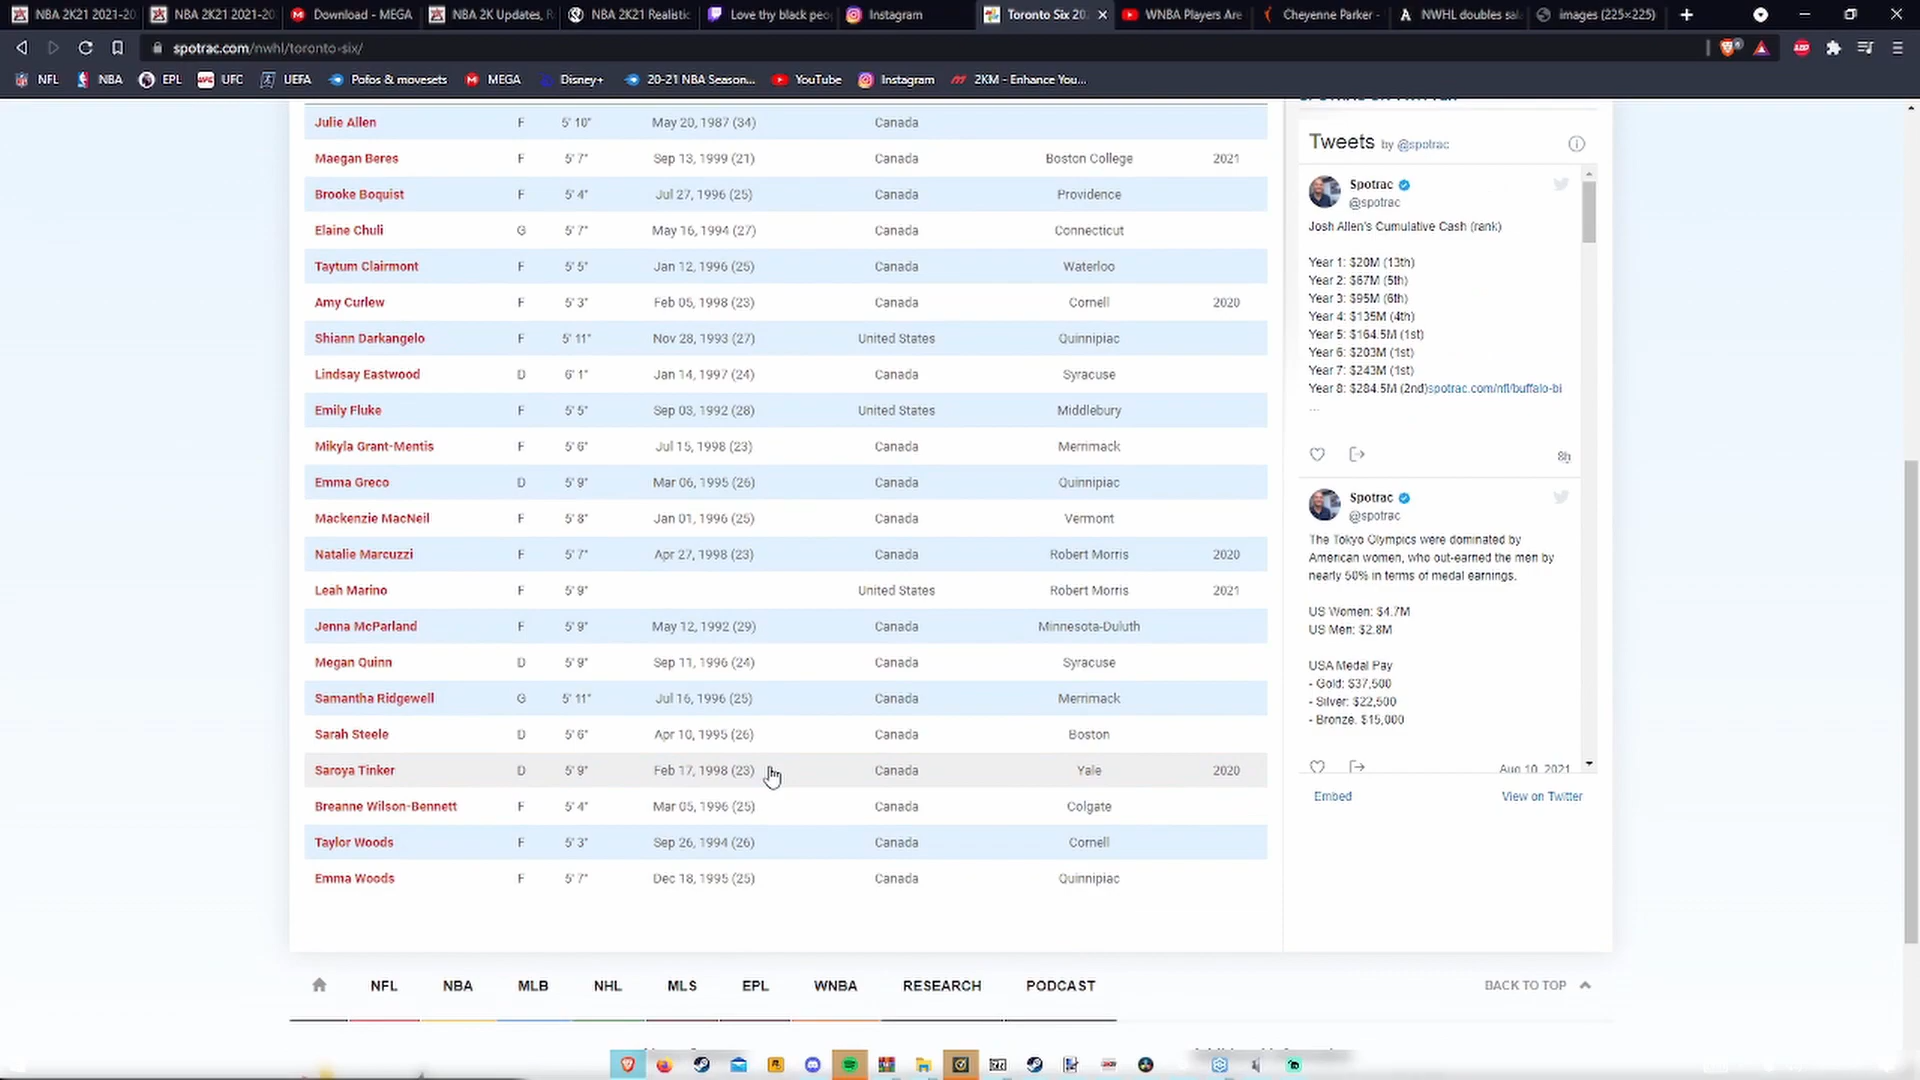 NBA 2K21 2021-20
NBA 2K21 2021-20
Download - MEGA
NBA 2K Updates, R
NBA 2K21 Realistic
Love thy black peo
Instagram
Toronto Six 20
WNBA Players Are
Cheyenne Parker -
NWHL doubles sal
images (225×225)
spotrac.com/nwhl/toronto-six/
NFL NBA EPL UFC UEFA Pofos & movesets MEGA Disney+ 20-21 NBA Season... YouTube Instagram 2KM - Enhance You...
Julie Allen F 5' 10" May 20, 1987 (34) Canada
Maegan Beres F 5' 7" Sep 13, 1999 (21) Canada Boston College 2021
Brooke Boquist F 5' 4" Jul 27, 1996 (25) Canada Providence
Elaine Chuli G 5' 7" May 16, 1994 (27) Canada Connecticut
Taytum Clairmont F 5' 5" Jan 12, 1996 (25) Canada Waterloo
Amy Curlew F 5' 3" Feb 05, 1998 (23) Canada Cornell 2020
Shiann Darkangelo F 5' 11" Nov 28, 1993 (27) United States Quinnipiac
Lindsay Eastwood D 6' 1" Jan 14, 1997 (24) Canada Syracuse
Emily Fluke F 5' 5" Sep 03, 1992 (28) United States Middlebury
Mikyla Grant-Mentis F 5' 6" Jul 15, 1998 (23) Canada Merrimack
Emma Greco D 5' 9" Mar 06, 1995 (26) Canada Quinnipiac
Mackenzie MacNeil F 5' 8" Jan 01, 1996 (25) Canada Vermont
Natalie Marcuzzi F 5' 7" Apr 27, 1998 (23) Canada Robert Morris 2020
Leah Marino F 5' 9" United States Robert Morris 2021
Jenna McParland F 5' 9" May 12, 1992 (29) Canada Minnesota-Duluth
Megan Quinn D 5' 9" Sep 11, 1996 (24) Canada Syracuse
Samantha Ridgewell G 5' 11" Jul 16, 1996 (25) Canada Merrimack
Sarah Steele D 5' 6" Apr 10, 1995 (26) Canada Boston
Saroya Tinker D 5' 9" Feb 17, 1998 (23) Canada Yale 2020
Breanne Wilson-Bennett F 5' 4" Mar 05, 1996 (25) Canada Colgate
Taylor Woods F 5' 3" Sep 26, 1994 (26) Canada Cornell
Emma Woods F 5' 7" Dec 18, 1995 (25) Canada Quinnipiac
Tweets by @spotrac
Spotrac
@spotrac
Josh Allen's Cumulative Cash (rank)
Year 1: $20M (13th)
Year 2: $67M (5th)
Year 3: $95M (6th)
Year 4: $135M (4th)
Year 5: $164.5M (1st)
Year 6: $203M (1st)
Year 7: $243M (1st)
Year 8: $284.5M (2nd)spotrac.com/nfl/buffalo-bi
...
8h
Spotrac
@spotrac
The Tokyo Olympics were dominated by
American women, who out-earned the men by
nearly 50% in terms of medal earnings.
US Women: $4.7M
US Men: $2.8M
USA Medal Pay
- Gold: $37,500
- Silver: $22,500
- Bronze. $15,000
Aug 10, 2021
Embed View on Twitter
NFL NBA MLB NHL MLS EPL WNBA RESEARCH PODCAST BACK TO TOP